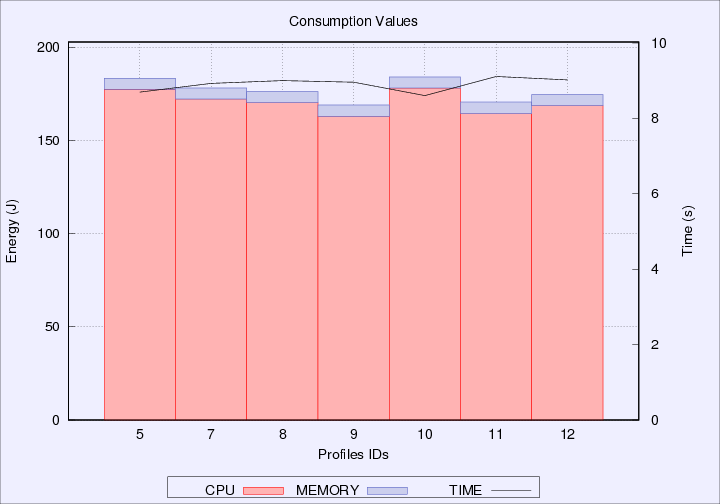 Consumption Values
200
150
100
50
0
Energy (J)
10
8
6
4
2
0
Time (s)
5 7 8 9 10 11 12
Profiles IDs
CPU MEMORY TIME